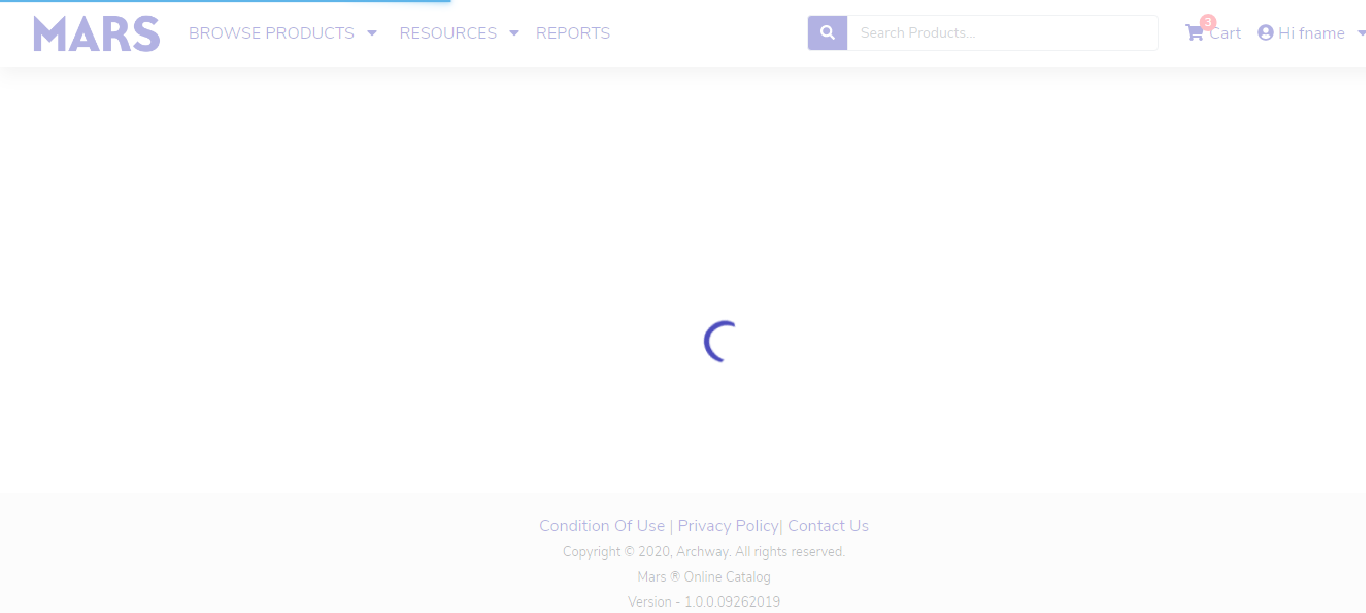 MARS BROWSE PRODUCTS RESOURCES REPORTS Search Products... 3 Cart Hi fname
Condition Of Use | Privacy Policy| Contact Us
Copyright © 2020, Archway. All rights reserved.
Mars ® Online Catalog
Version - 1.0.0.09262019